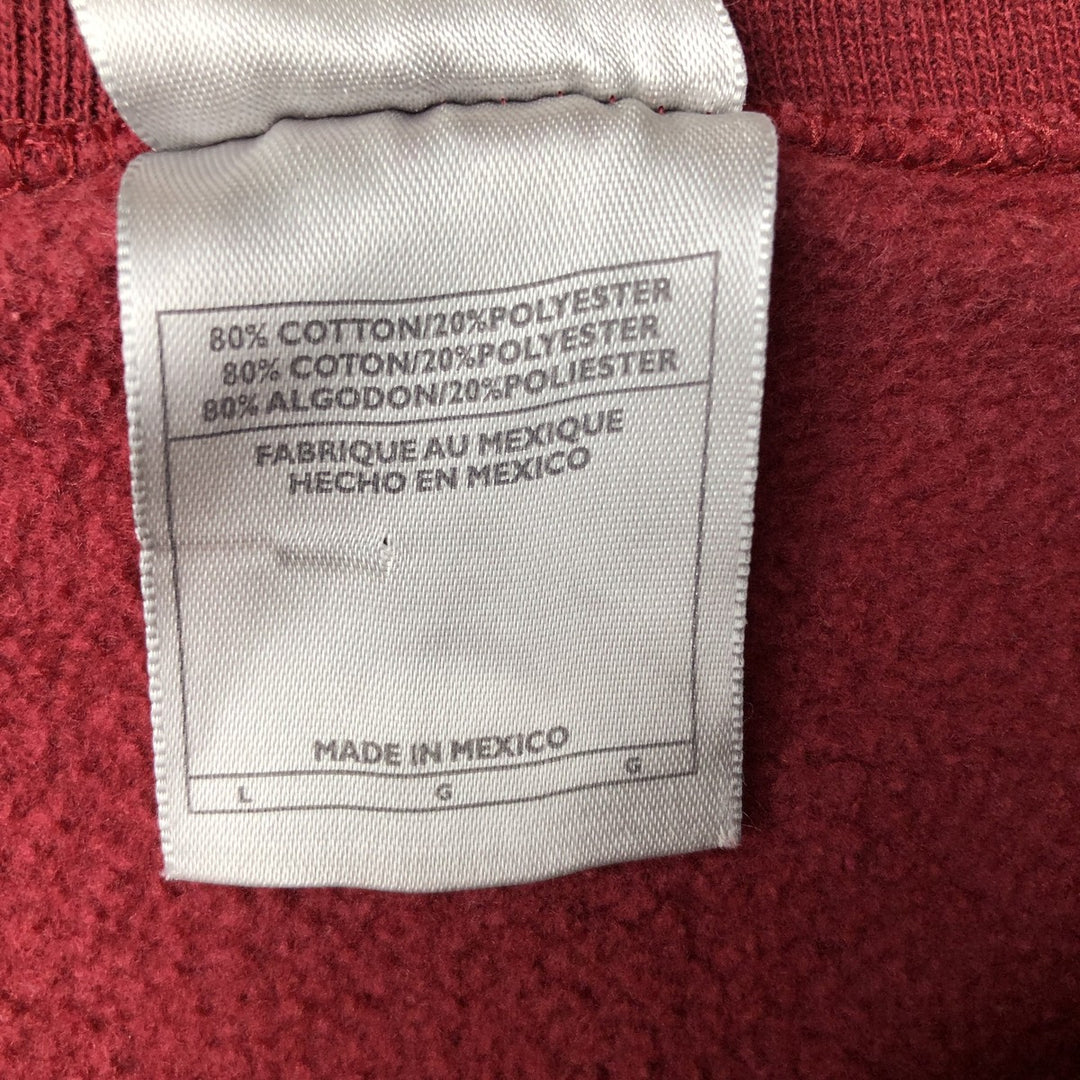 80% COTTON/20%POLYESTER
80% COTON/20%POLYESTER
80% ALGODON/20%POLIESTER
FABRIQUE AU MEXIQUE
HECHO EN MEXICO
MADE IN MEXICO
L G G